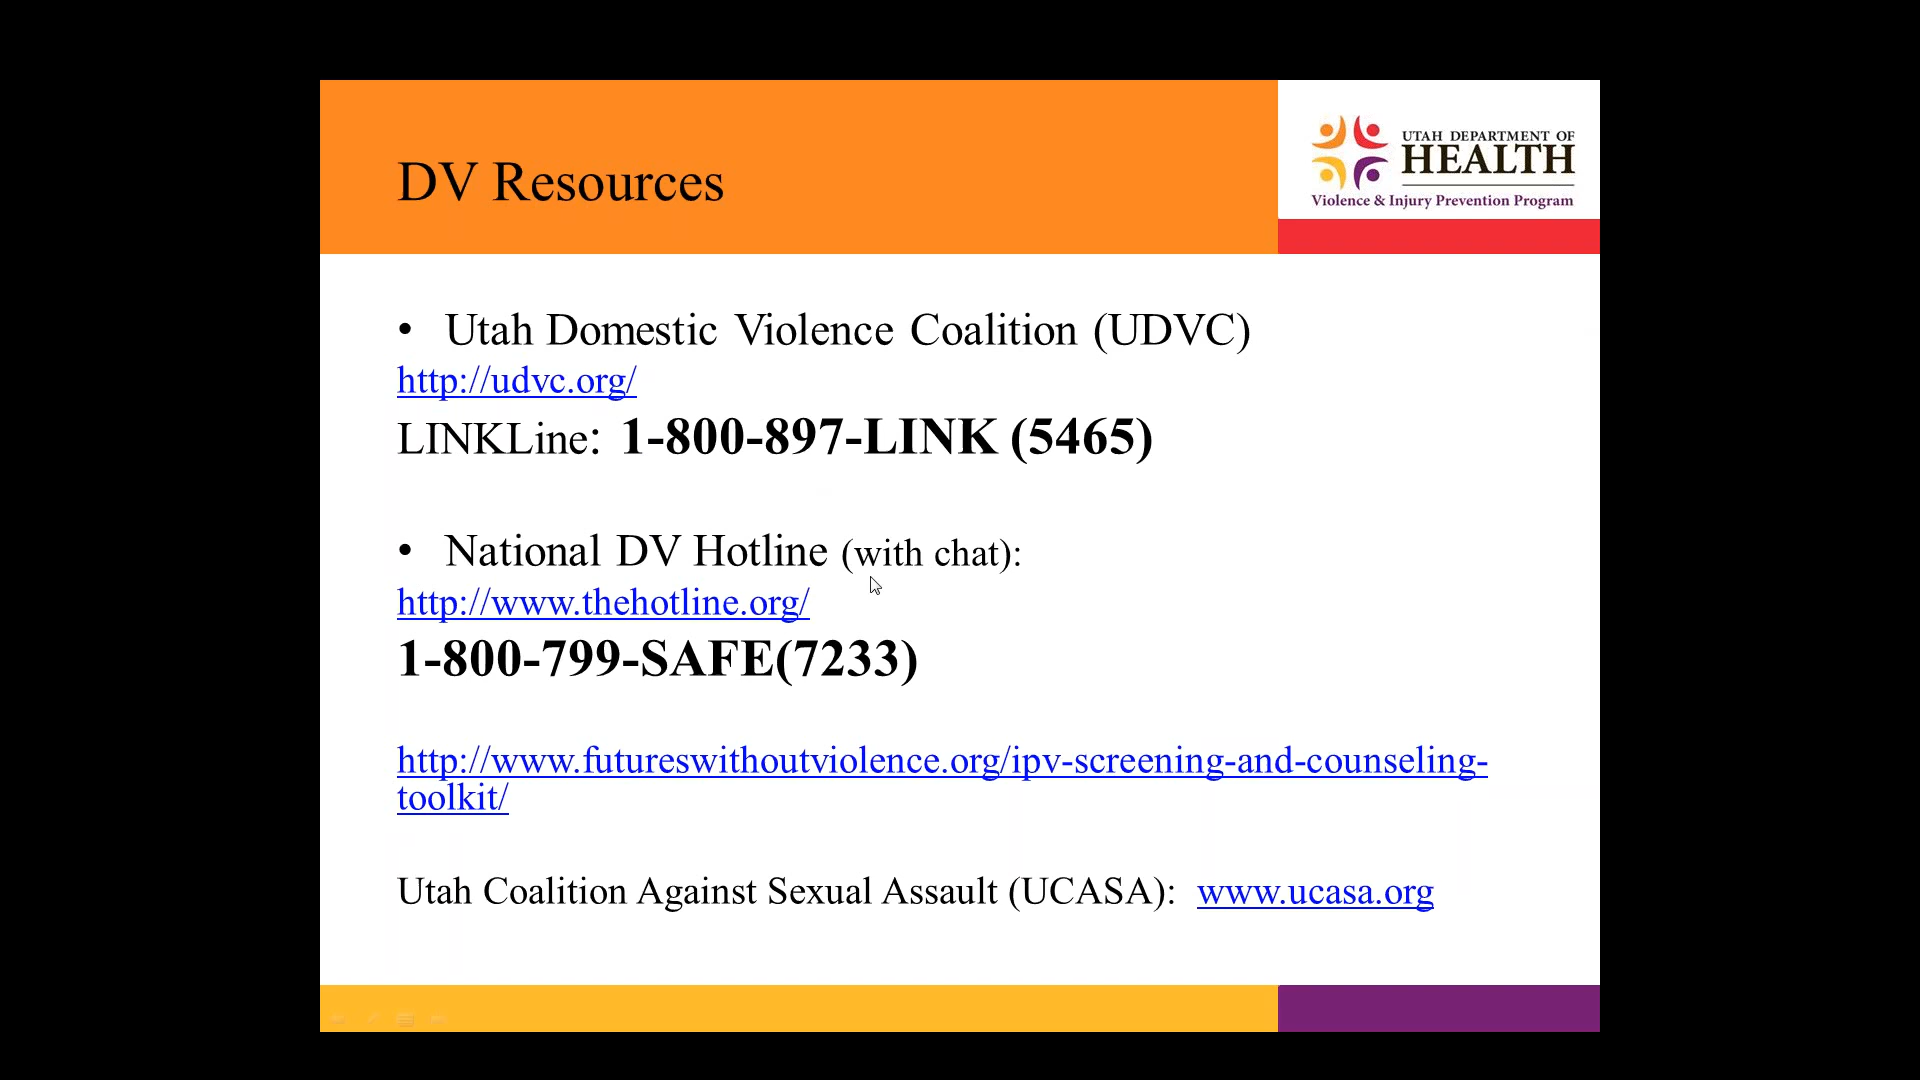 DV Resources
UTAH DEPARTMENT OF
HEALTH
Violence & Injury Prevention Program
• Utah Domestic Violence Coalition (UDVC)
http://udvc.org/
LINKLine: 1-800-897-LINK (5465)
• National DV Hotline (with chat):
http://www.thehotline.org/
1-800-799-SAFE(7233)
http://www.futureswithoutviolence.org/ipv-screening-and-counseling-
toolkit/
Utah Coalition Against Sexual Assault (UCASA): www.ucasa.org